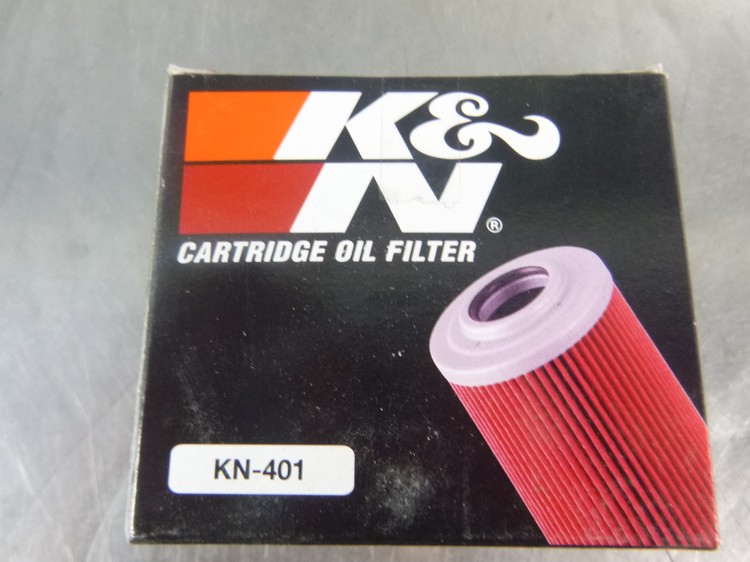 K&
N®
CARTRIDGE OIL FILTER
KN-401